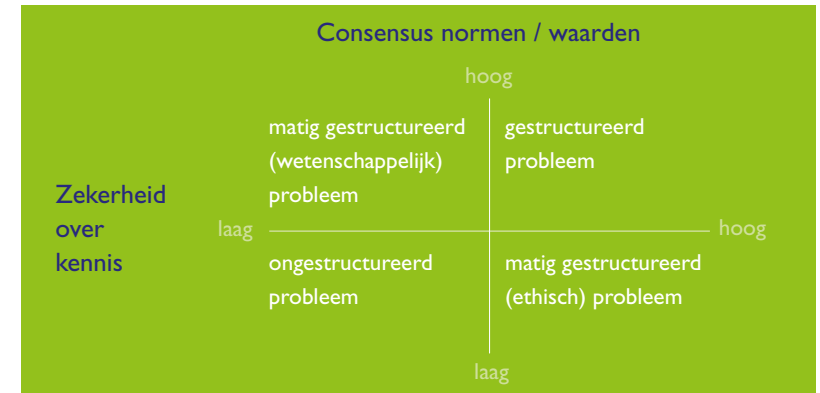 Consensus normen / waarden
hoog
matig gestructureerd
(wetenschappelijk)
probleem
gestructureerd
probleem
Zekerheid
over
kennis
laag
hoog
ongestructureerd
probleem
matig gestructureerd
(ethisch) probleem
laag